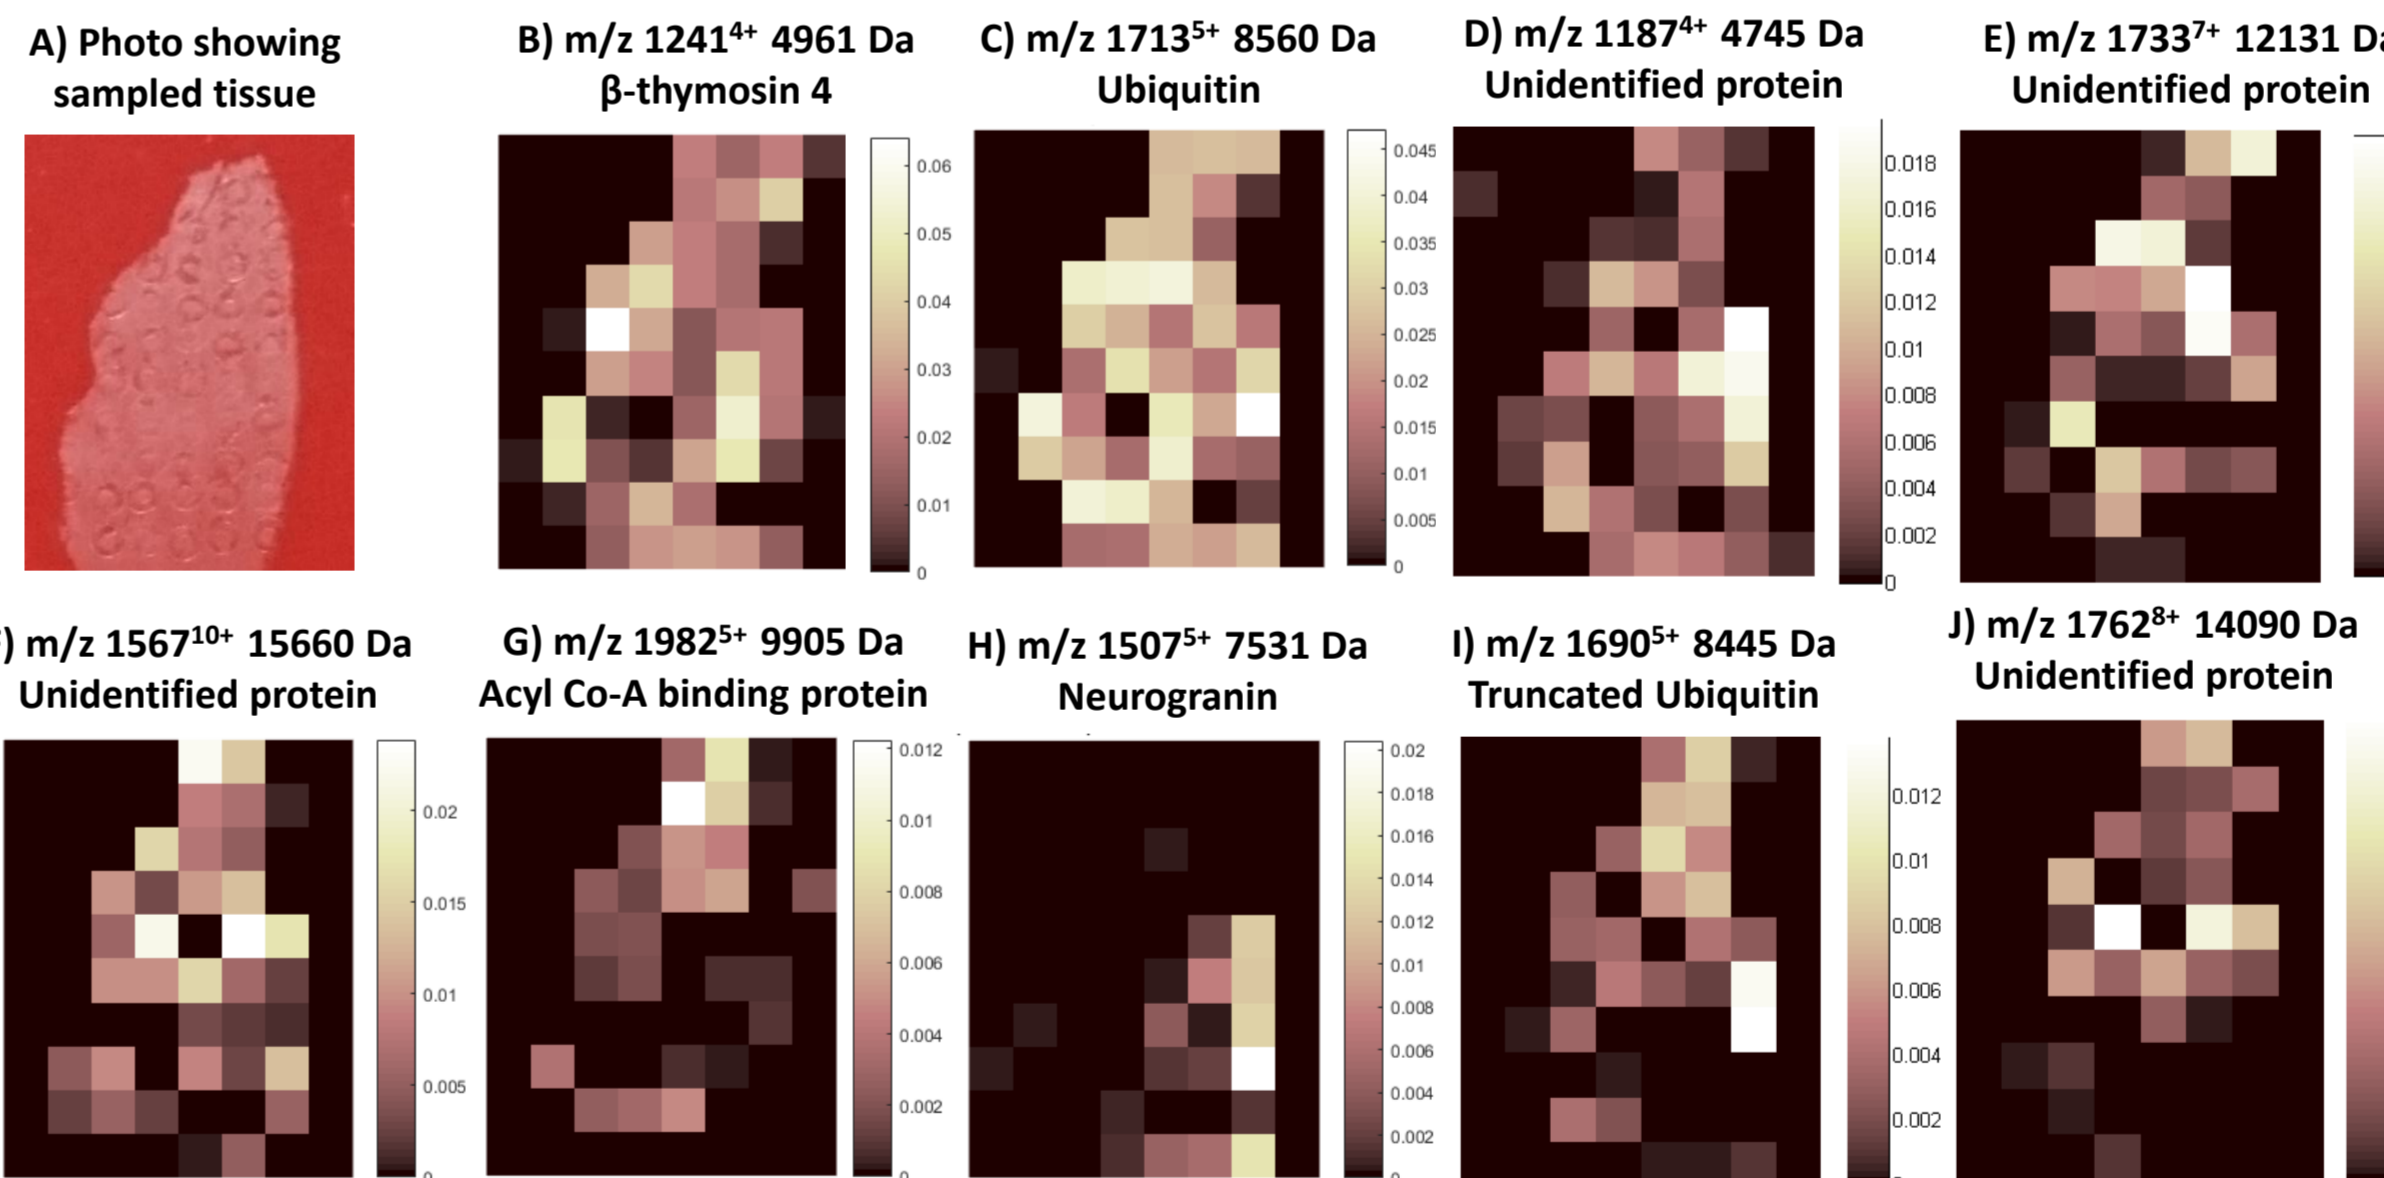 A) Photo showing
sampled tissue
B) m/z 1241⁴⁺ 4961 Da
β-thymosin 4
C) m/z 1713⁵⁺ 8560 Da
Ubiquitin
D) m/z 1187⁴⁺ 4745 Da
Unidentified protein
E) m/z 1733⁷⁺ 12131 Da
Unidentified protein
0.06
0.05
0.04
0.03
0.02
0.01
0
0.045
0.04
0.035
0.03
0.025
0.02
0.015
0.01
0.005
0
0.018
0.016
0.014
0.012
0.01
0.008
0.006
0.004
0.002
0
) m/z 1567¹⁰⁺ 15660 Da
Unidentified protein
G) m/z 1982⁵⁺ 9905 Da
Acyl Co-A binding protein
H) m/z 1507⁵⁺ 7531 Da
Neurogranin
I) m/z 1690⁵⁺ 8445 Da
Truncated Ubiquitin
J) m/z 1762⁸⁺ 14090 Da
Unidentified protein
0.02
0.015
0.01
0.005
0
0.012
0.01
0.008
0.006
0.004
0.002
0
0.02
0.018
0.016
0.014
0.012
0.01
0.008
0.006
0.004
0.002
0
0.012
0.01
0.008
0.006
0.004
0.002